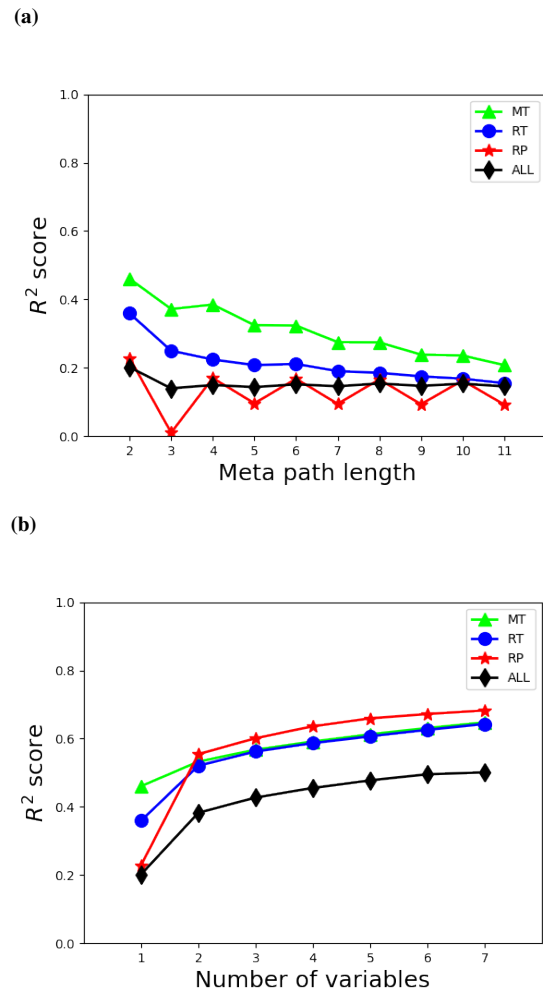 (a)
1.0
0.8
0.6
0.4
0.2
0.0
R² score
MT
RT
RP
ALL
2 3 4 5 6 7 8 9 10 11
Meta path length
(b)
1.0
0.8
0.6
0.4
0.2
0.0
R² score
MT
RT
RP
ALL
1 2 3 4 5 6 7
Number of variables